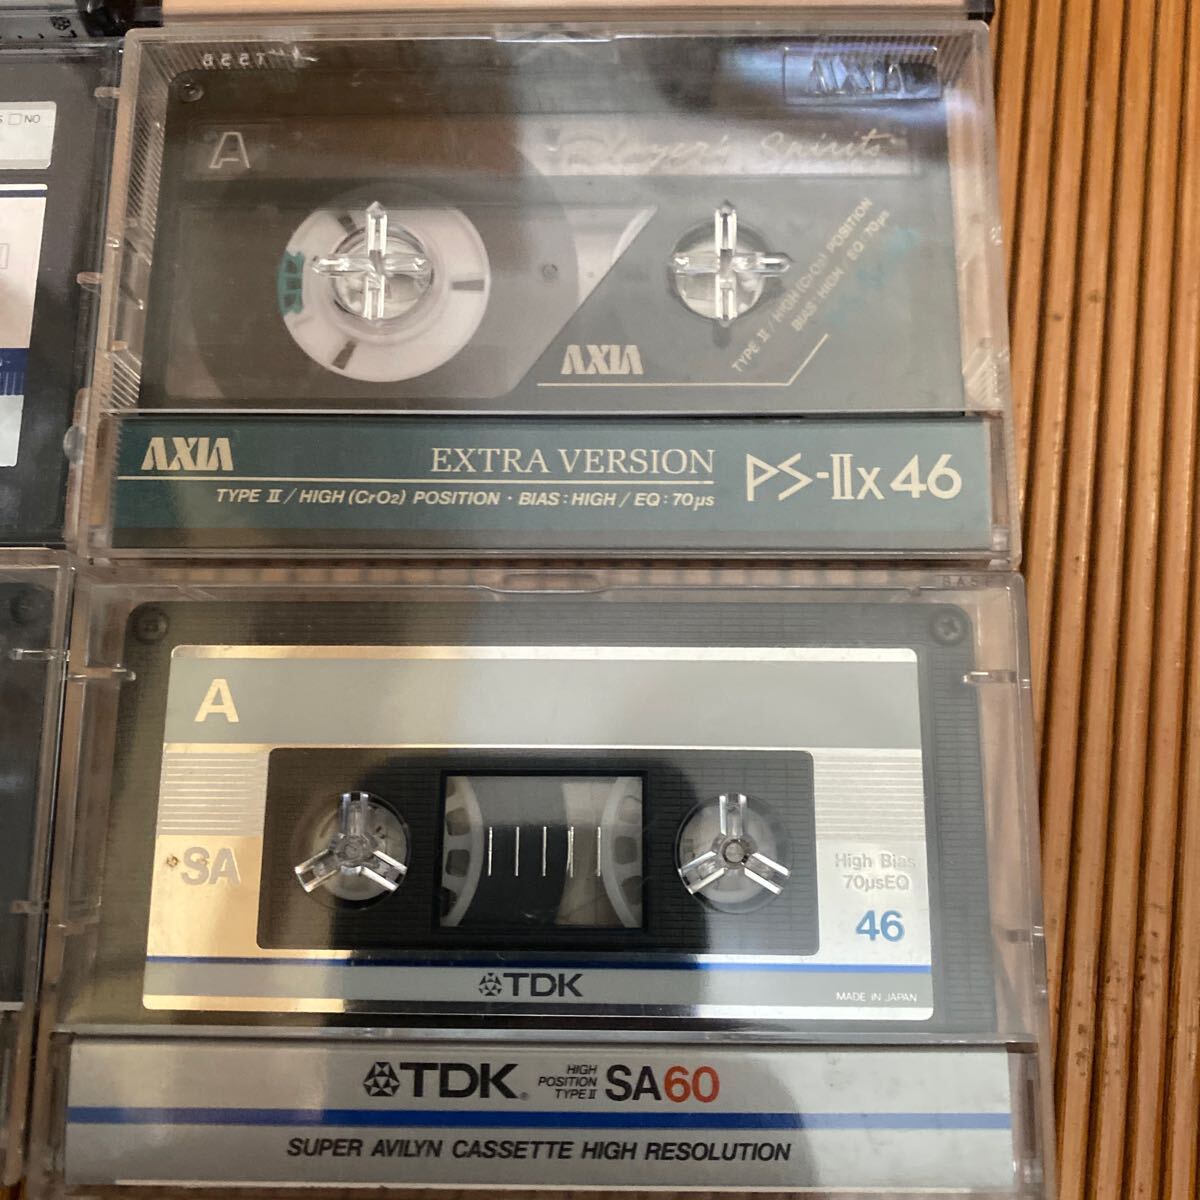 NO
AXIA
A
Player's Spirits
TYPE II / HIGH (CrO2) POSITION
BIAS : HIGH / EQ : 70μs
AXIA
AXIA
EXTRA VERSION
PS-IIx 46
TYPE II / HIGH (CrO2) POSITION · BIAS : HIGH / EQ : 70μs
BASF
A
SA
High Bias
70μsEQ
46
TDK
MADE IN JAPAN
TDK
HIGH
POSITION
TYPE II
SA60
SUPER AVILYN CASSETTE HIGH RESOLUTION